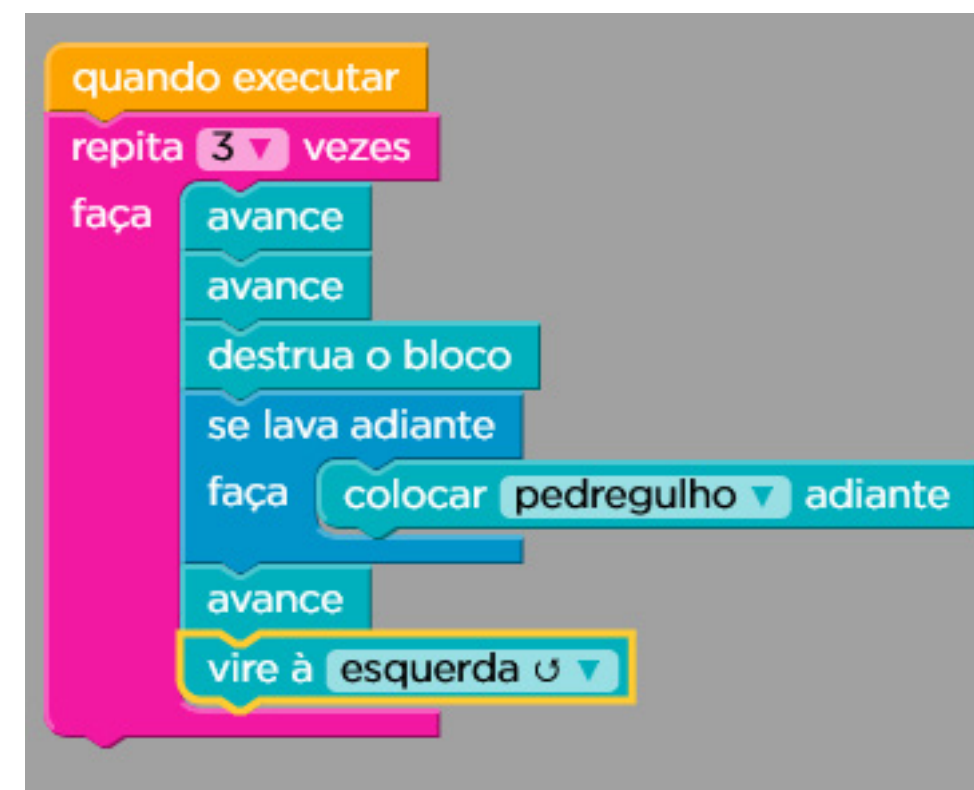 quando executar
repita 3 vezes
faça avance
avance
destrua o bloco
se lava adiante
faça colocar pedregulho adiante
avance
vire à esquerda ↺